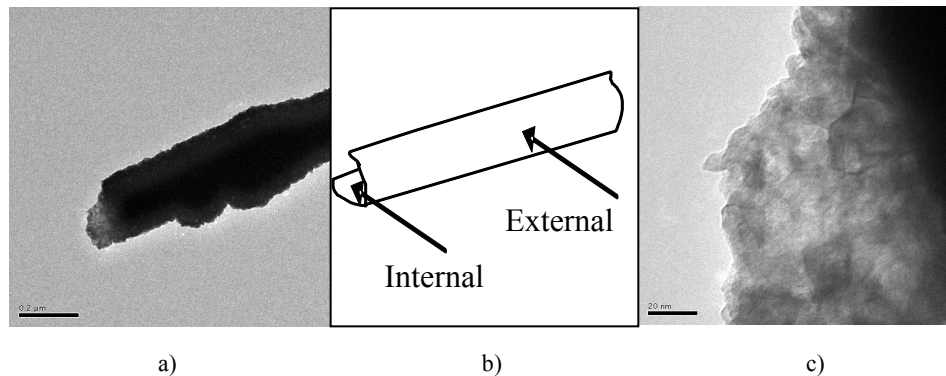 External
Internal
0.2 µm
20 nm
a)
b)
c)